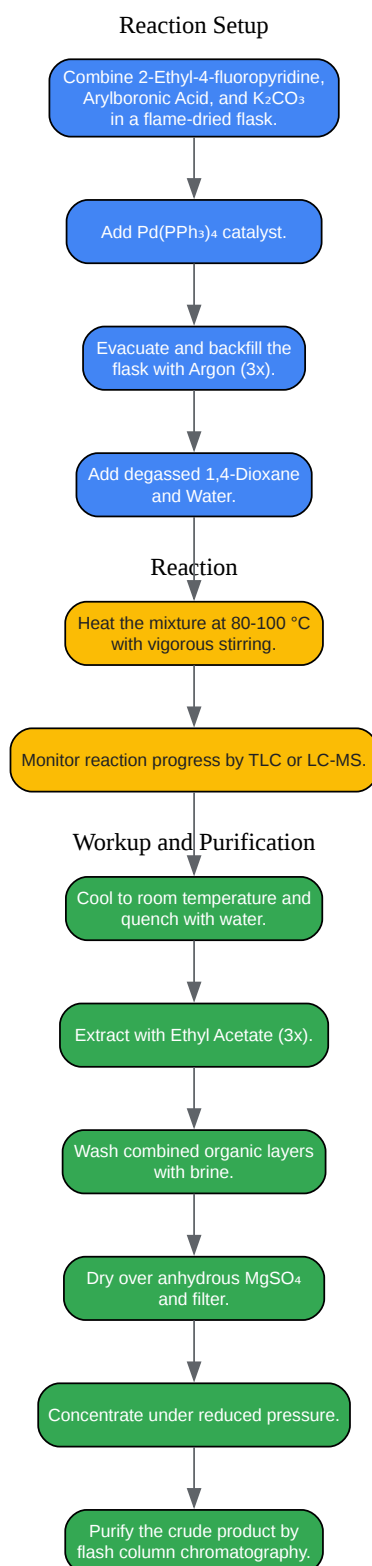 Reaction Setup
Combine 2-Ethyl-4-fluoropyridine,
Arylboronic Acid, and K₂CO₃
in a flame-dried flask.
Add Pd(PPh₃)₄ catalyst.
Evacuate and backfill the
flask with Argon (3x).
Add degassed 1,4-Dioxane
and Water.
Reaction
Heat the mixture at 80-100 °C
with vigorous stirring.
Monitor reaction progress by TLC or LC-MS.
Workup and Purification
Cool to room temperature and
quench with water.
Extract with Ethyl Acetate (3x).
Wash combined organic layers
with brine.
Dry over anhydrous MgSO₄
and filter.
Concentrate under reduced pressure.
Purify the crude product by
flash column chromatography.